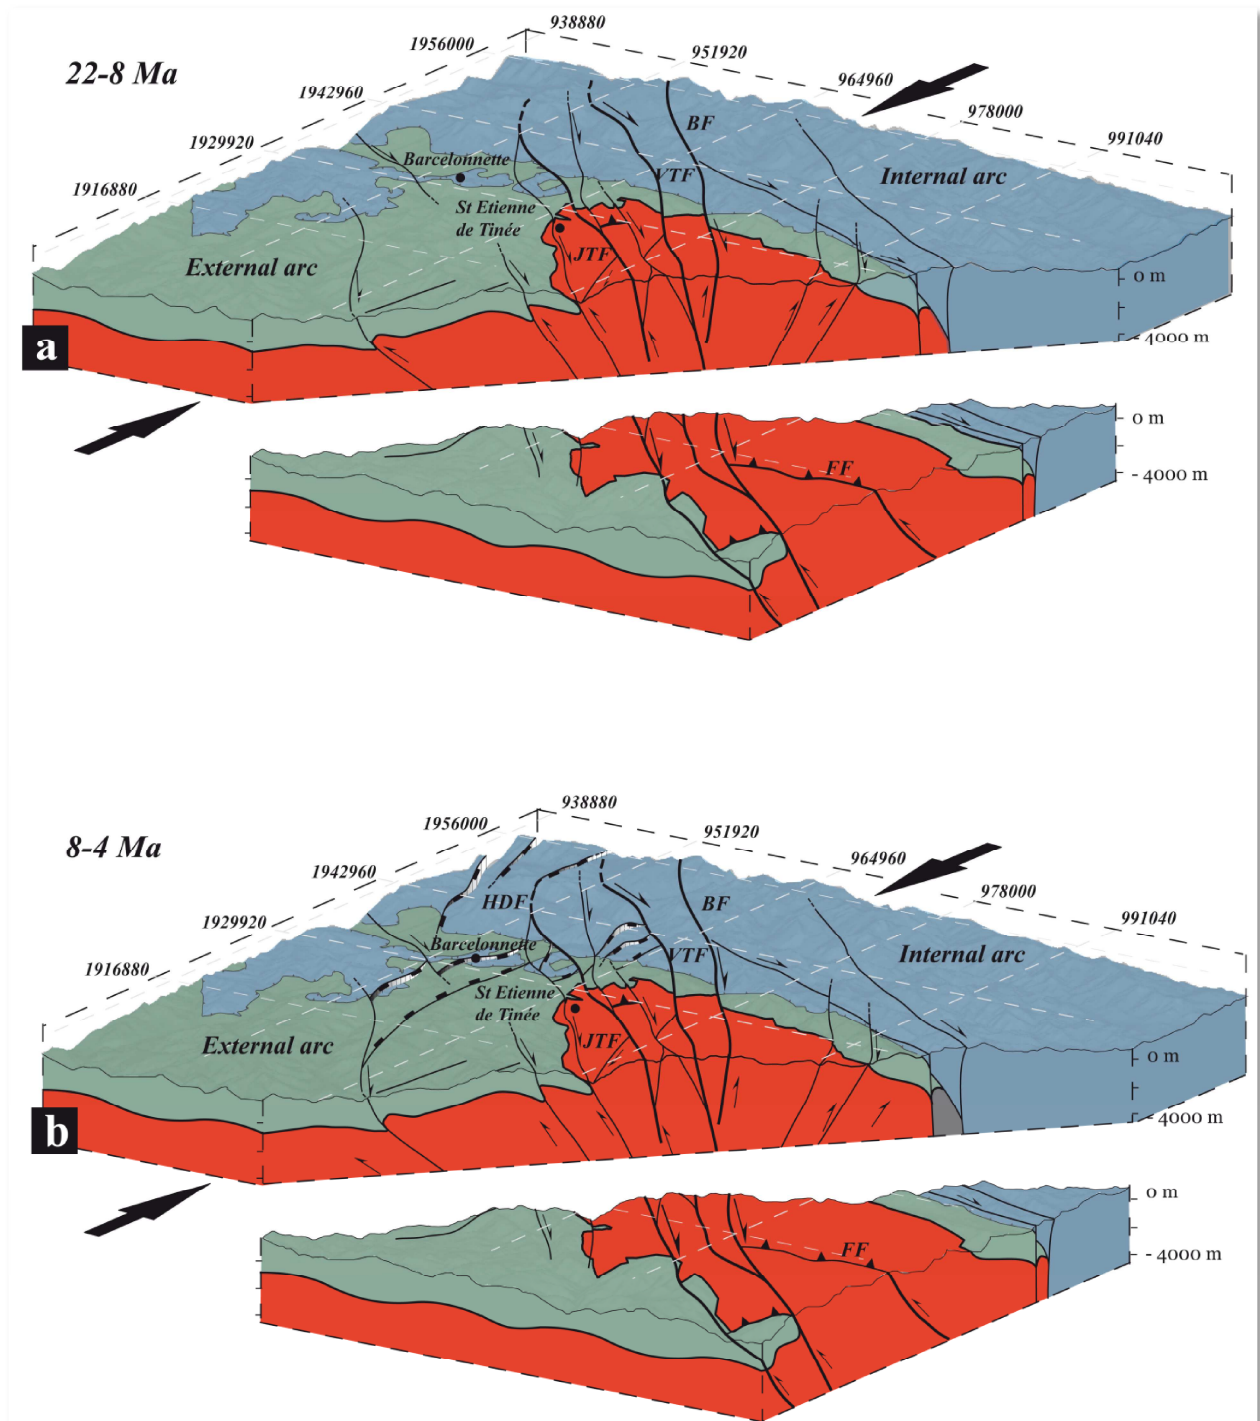 22-8 Ma
938880
1956000
951920
1942960
964960
1929920
978000
1916880
991040
BF
Barcelonnette
VTF
Internal arc
St Etienne
de Tinée
JTF
External arc
0 m
- 4000 m
a
0 m
FF
- 4000 m
8-4 Ma
938880
1956000
951920
1942960
964960
1929920
978000
1916880
991040
HDF
BF
Barcelonnette
VTF
Internal arc
St Etienne
de Tinée
JTF
External arc
0 m
- 4000 m
b
0 m
FF
- 4000 m